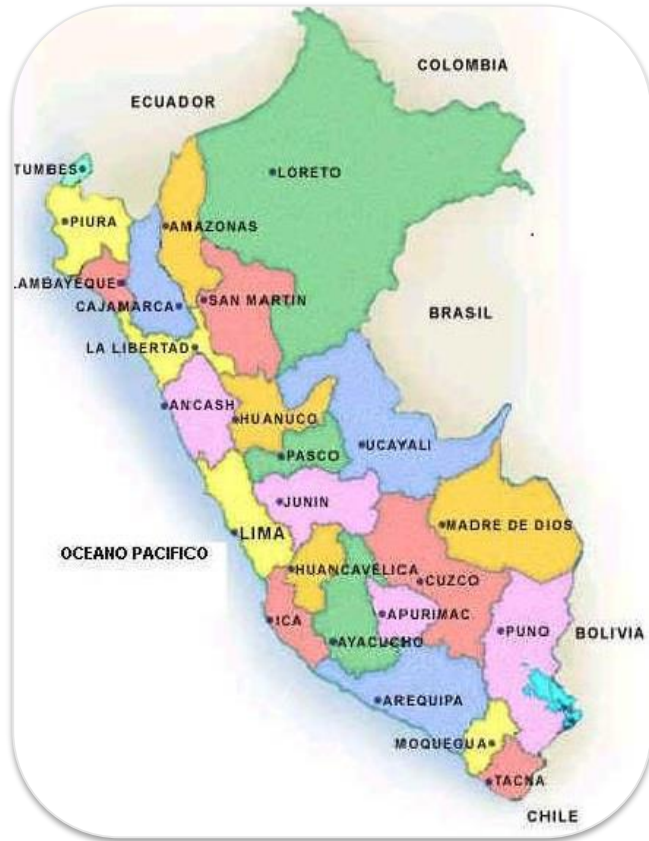 COLOMBIA
ECUADOR
TUMBES
LORETO
PIURA
AMAZONAS
LAMBAYEQUE
CAJAMARCA
SAN MARTIN
BRASIL
LA LIBERTAD
ANCASH
HUANUCO
UCAYALI
PASCO
JUNIN
MADRE DE DIOS
LIMA
OCEANO PACIFICO
HUANCAVELICA
CUZCO
ICA
APURIMAC
PUNO
BOLIVIA
AYACUCHO
AREQUIPA
MOQUEGUA
TACNA
CHILE